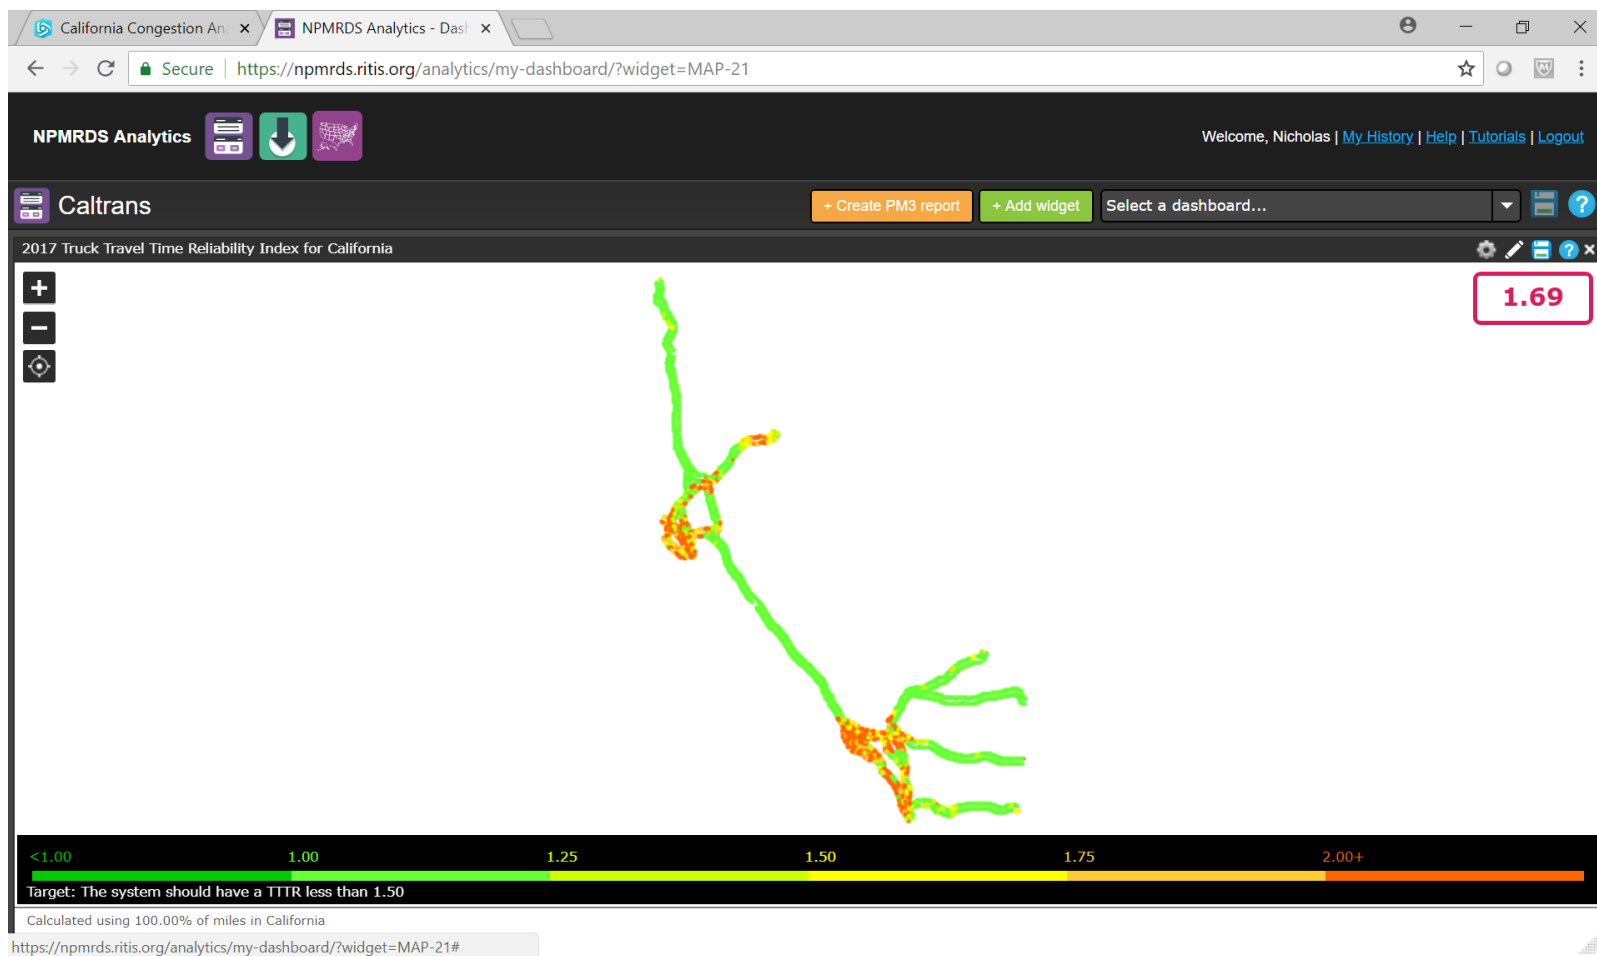 California Congestion An
NPMRDS Analytics - Dash
Secure
https://npmrds.ritis.org/analytics/my-dashboard/?widget=MAP-21
NPMRDS Analytics
Welcome, Nicholas | My History | Help | Tutorials | Logout
Caltrans
+ Create PM3 report
+ Add widget
Select a dashboard...
?
2017 Truck Travel Time Reliability Index for California
?
1.69
<1.00 1.00 1.25 1.50 1.75 2.00+
Target: The system should have a TTTR less than 1.50
Calculated using 100.00% of miles in California
https://npmrds.ritis.org/analytics/my-dashboard/?widget=MAP-21#